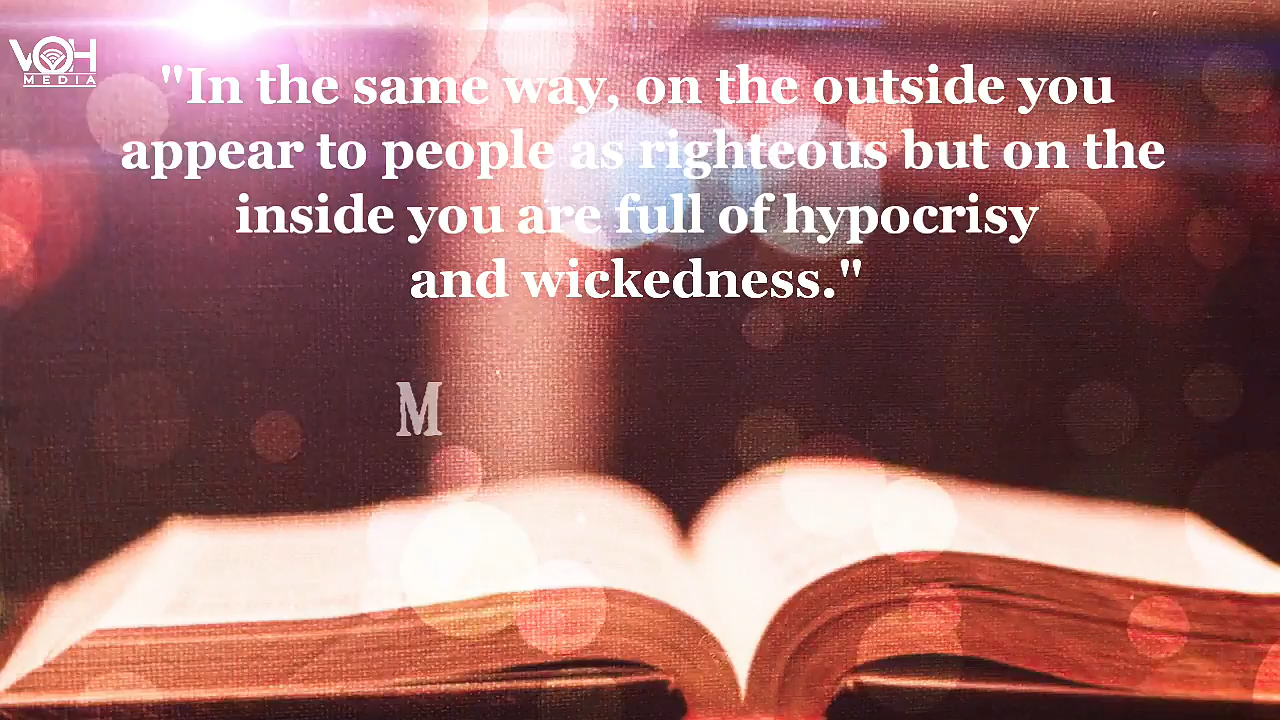 VOH
MEDIA
"In the same way, on the outside you
appear to people as righteous but on the
inside you are full of hypocrisy
and wickedness."
M